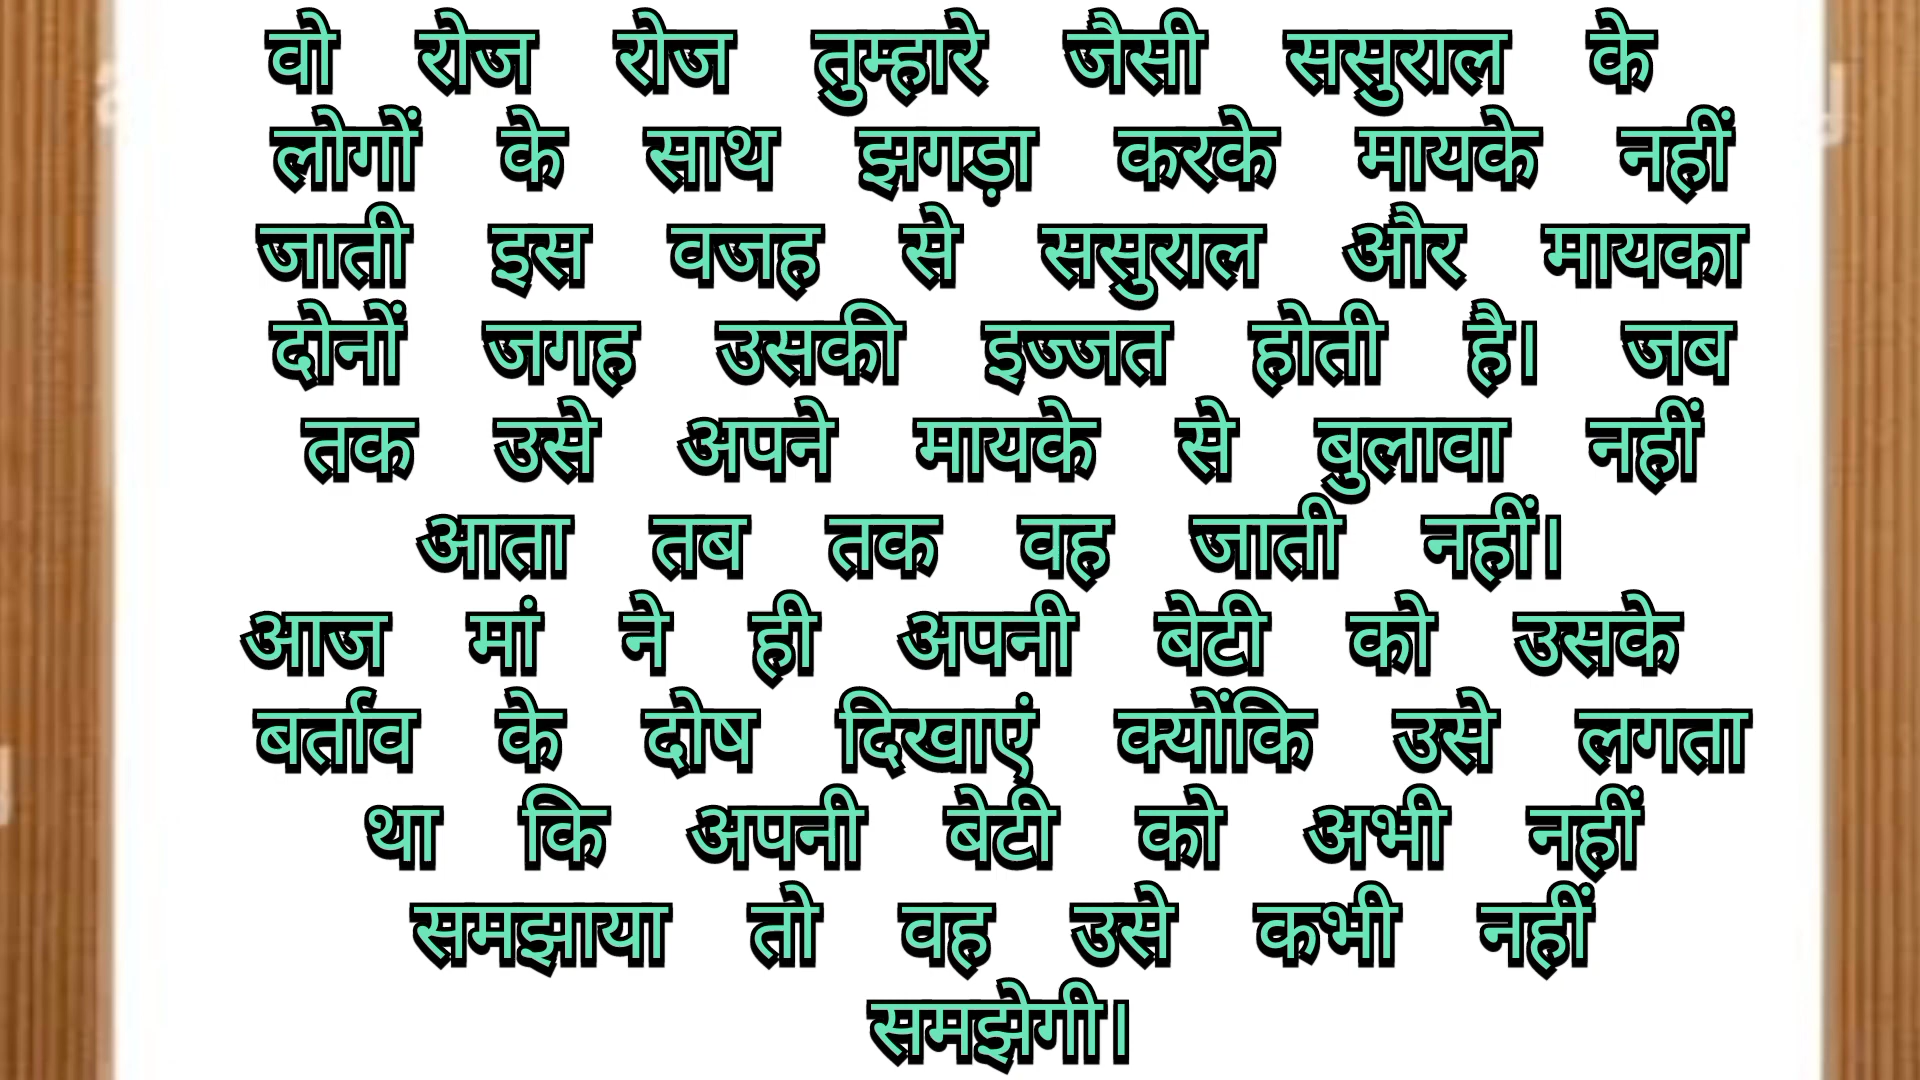 वो रोज रोज तुम्हारे जैसी ससुराल के
लोगों के साथ झगड़ा करके मायके नहीं
जाती इस वजह से ससुराल और मायका
दोनों जगह उसकी इज्जत होती है। जब
तक उसे अपने मायके से बुलावा नहीं
आता तब तक वह जाती नहीं।
आज मां ने ही अपनी बेटी को उसके
बर्ताव के दोष दिखाएं क्योंकि उसे लगता
था कि अपनी बेटी को अभी नहीं
समझाया तो वह उसे कभी नहीं
समझेगी।